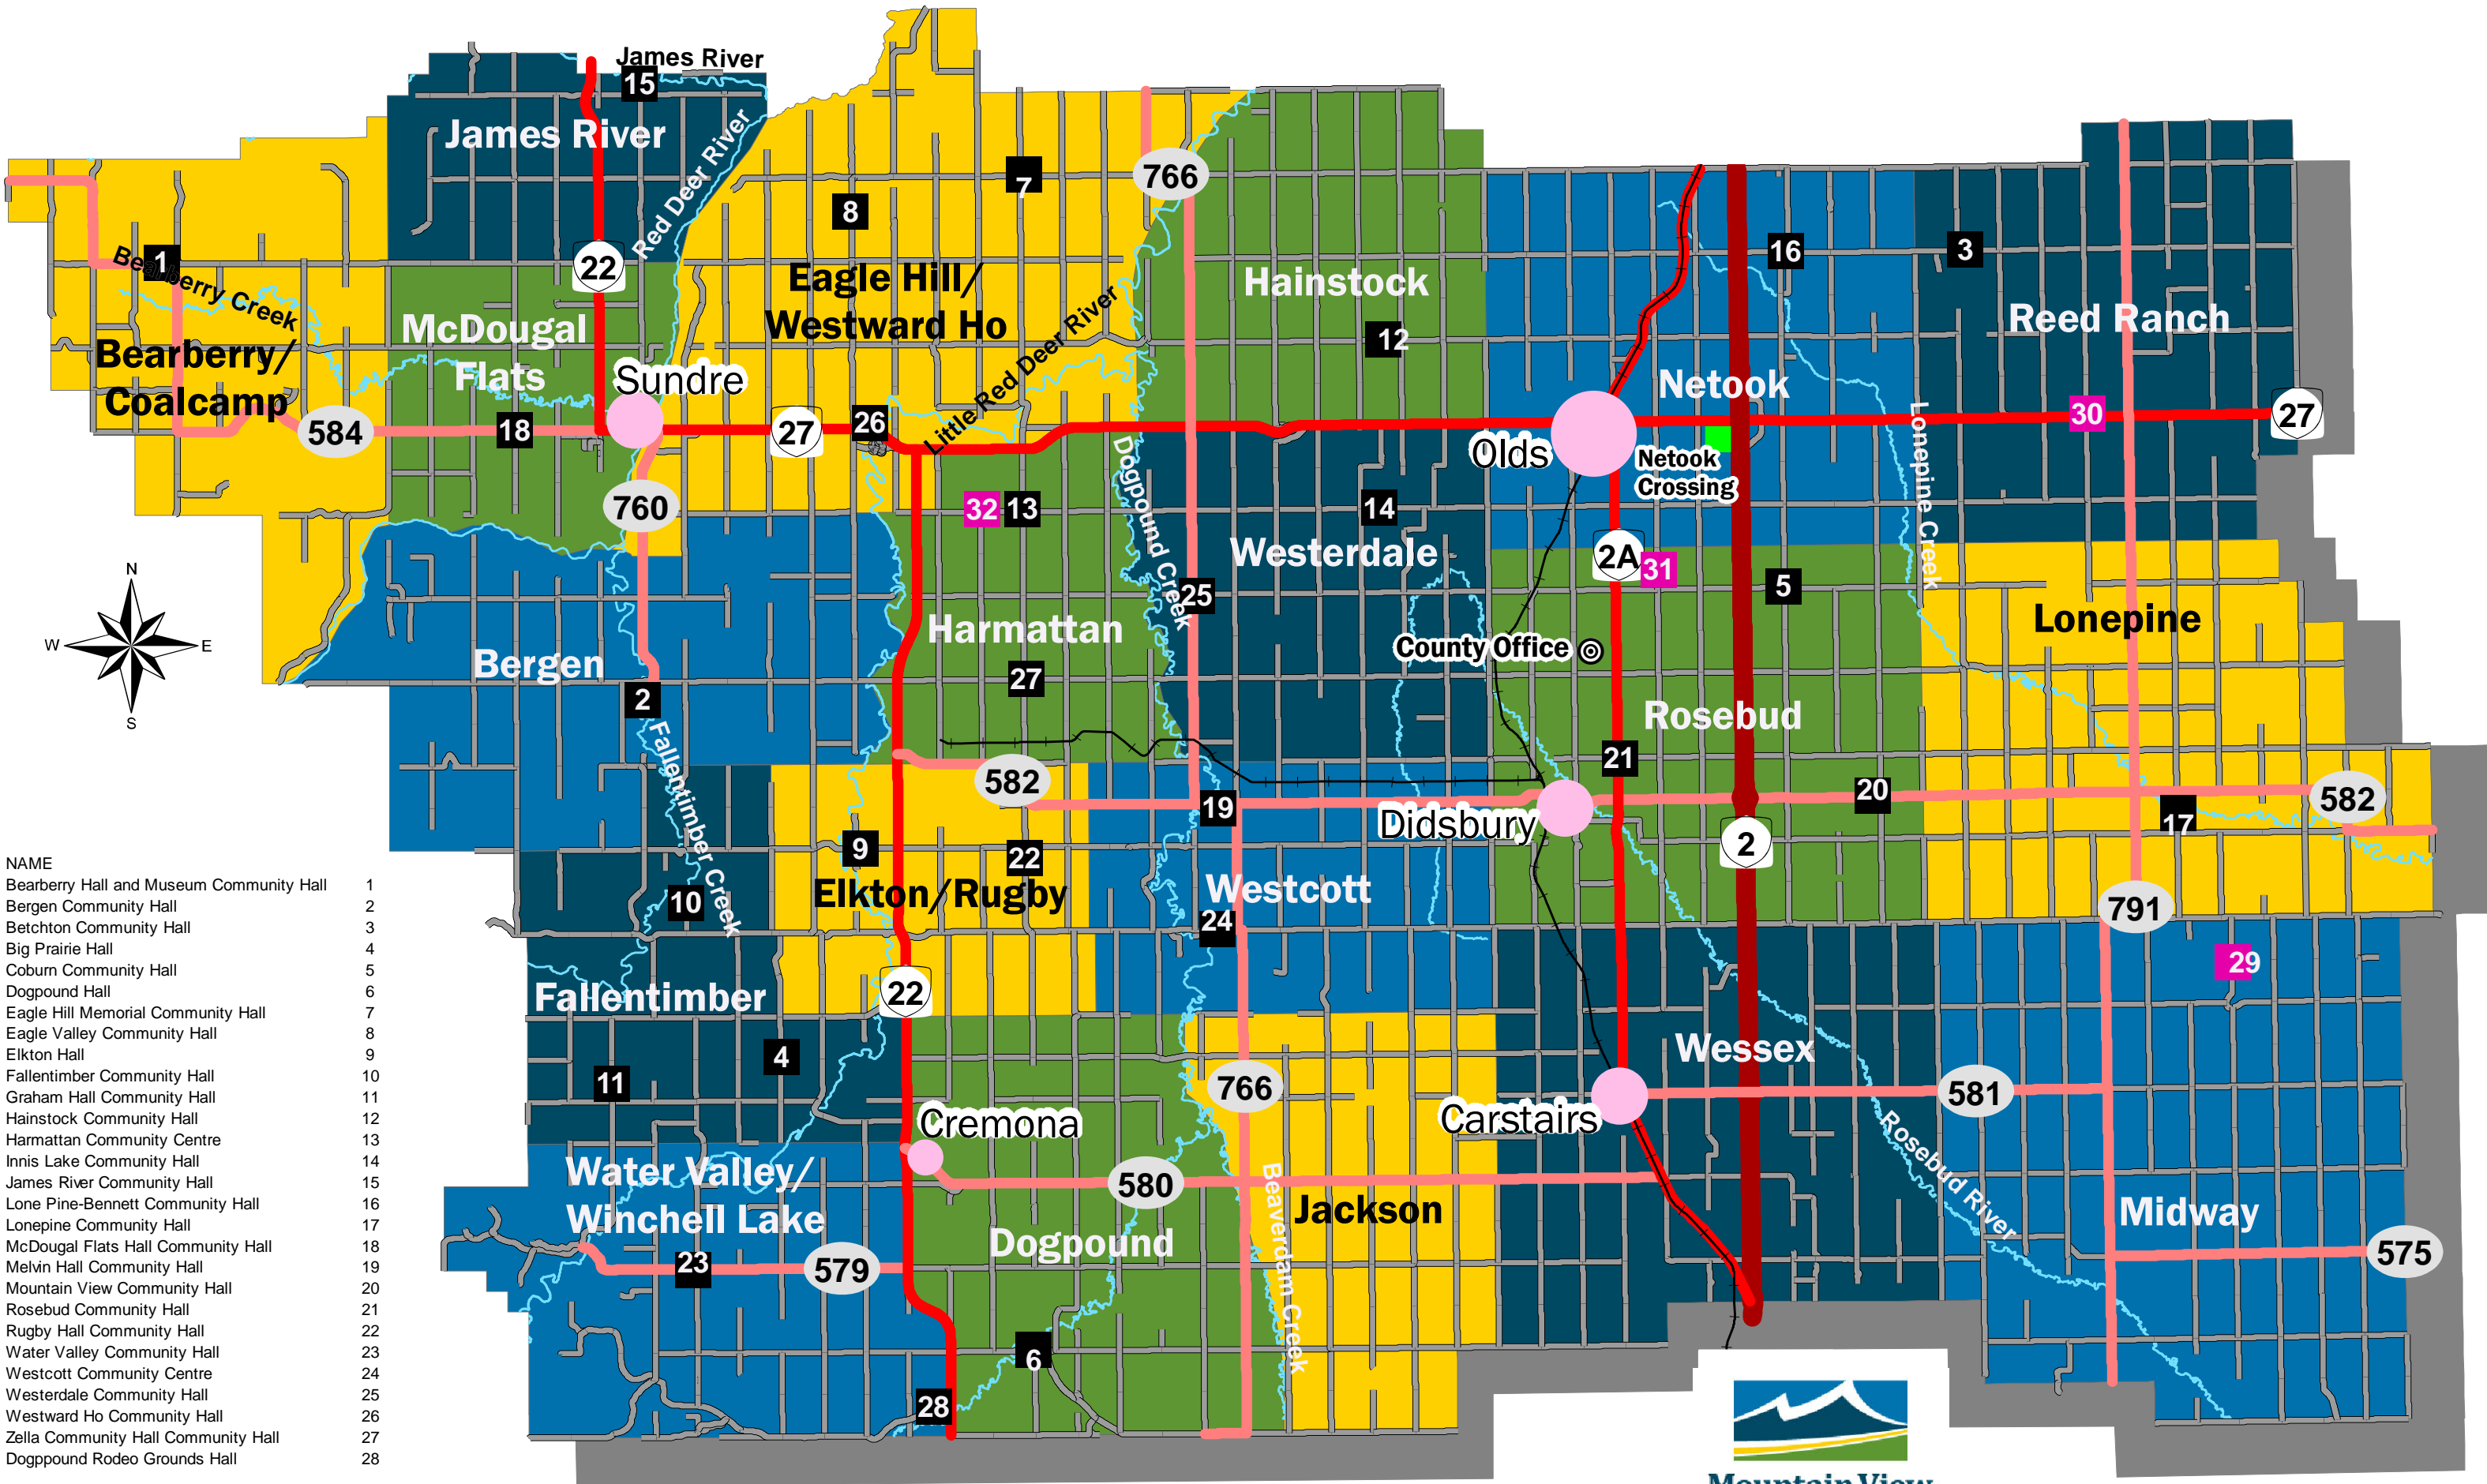 James River
15
James River
Red Deer River
766
7
8
1
Bearberry Creek
22
Eagle Hill/
Westward Ho
Hainstock
16
3
Reed Ranch
McDougal
Flats
Little Red Deer River
12
Bearberry/
Coalcamp
Sundre
Netook
Lonepine Creek
30
27
584
18
27
26
Olds
Netook
Crossing
Dogpound Creek
760
32
13
14
Westerdale
2A
31
5
N
W
E
S
25
Lonepine
Harmattan
County Office
Bergen
27
2
Rosebud
Fallentimber Creek
21
582
19
20
582
Didsbury
17
2
9
22
Elkton/Rugby
Westcott
10
24
791
29
22
Fallentimber
4
11
Wessex
766
581
Cremona
Carstairs
Rosebud River
Water Valley/
Winchell Lake
580
Beaverdam Creek
Jackson
Midway
Dogpound
23
579
575
6
28
NAME
Bearberry Hall and Museum Community Hall 1
Bergen Community Hall 2
Betchton Community Hall 3
Big Prairie Hall 4
Coburn Community Hall 5
Dogpound Hall 6
Eagle Hill Memorial Community Hall 7
Eagle Valley Community Hall 8
Elkton Hall 9
Fallentimber Community Hall 10
Graham Hall Community Hall 11
Hainstock Community Hall 12
Harmattan Community Centre 13
Innis Lake Community Hall 14
James River Community Hall 15
Lone Pine-Bennett Community Hall 16
Lonepine Community Hall 17
McDougal Flats Hall Community Hall 18
Melvin Hall Community Hall 19
Mountain View Community Hall 20
Rosebud Community Hall 21
Rugby Hall Community Hall 22
Water Valley Community Hall 23
Westcott Community Centre 24
Westerdale Community Hall 25
Westward Ho Community Hall 26
Zella Community Hall Community Hall 27
Dogppound Rodeo Grounds Hall 28
Mountain View